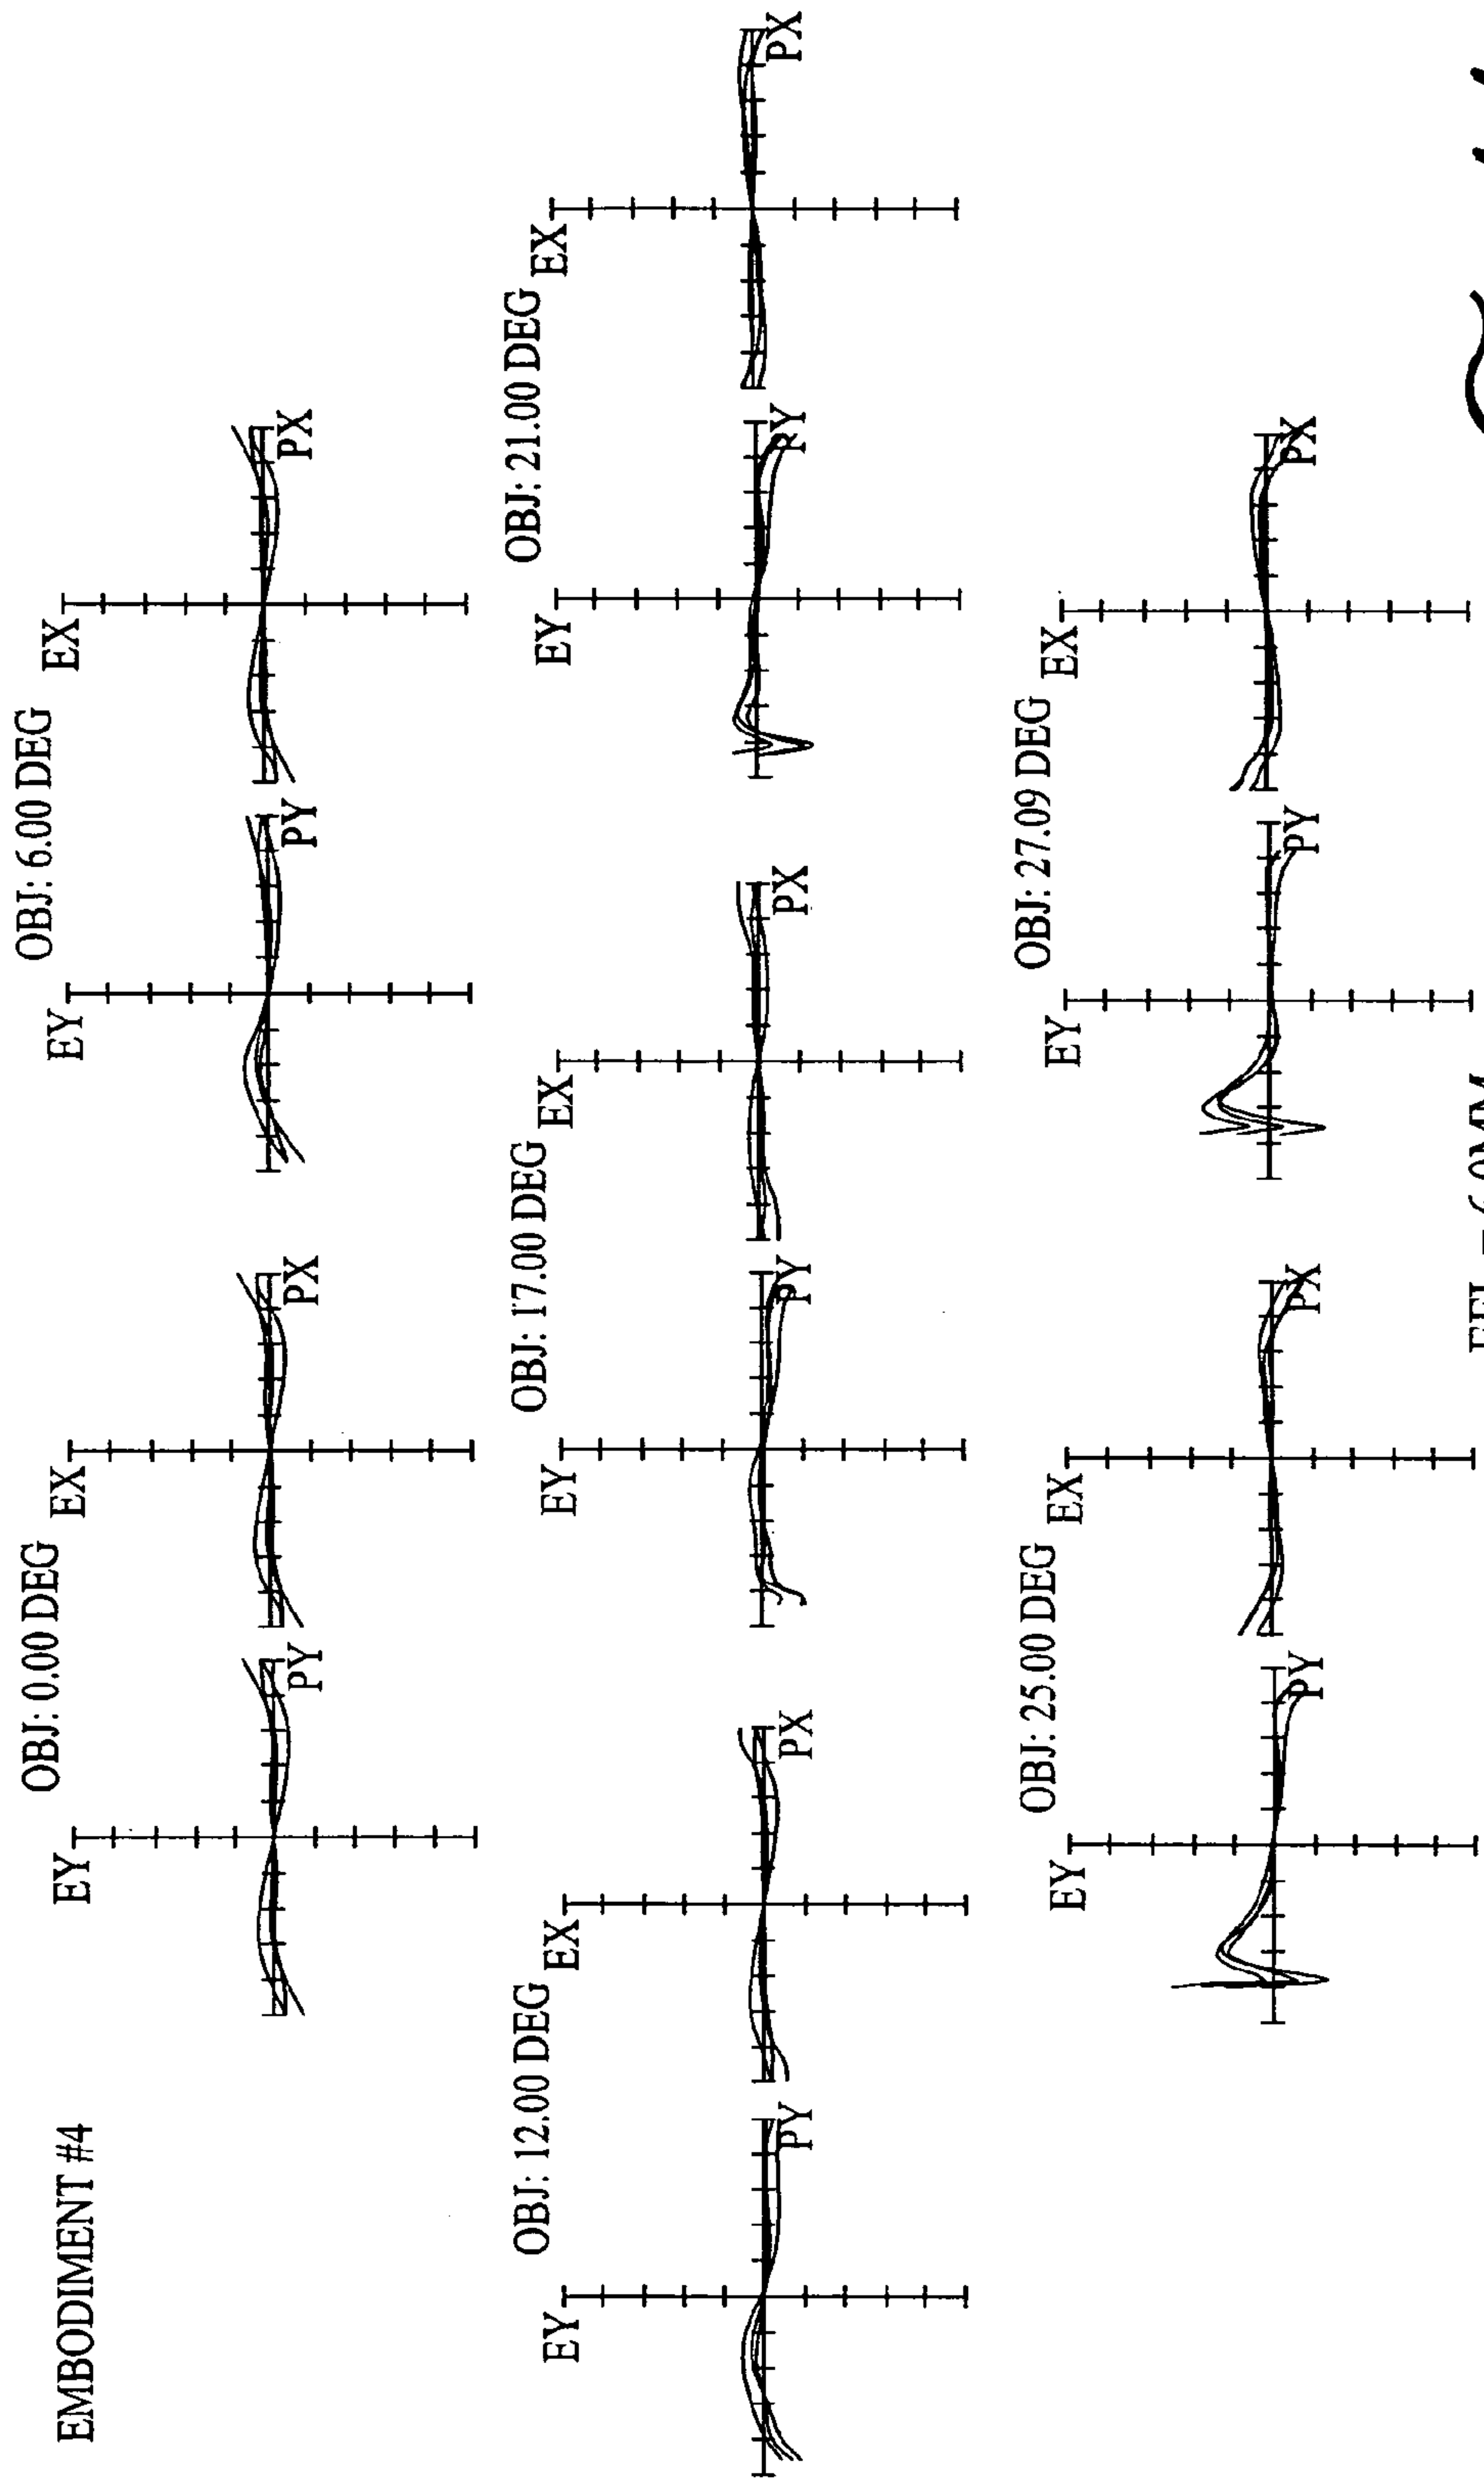 EMBODIMENT #4
OBJ: 0.00 DEG
EY
PY
EX
PX
OBJ: 6.00 DEG
EY
PY
EX
PX
OBJ: 12.00 DEG
EY
PY
EX
PX
OBJ: 17.00 DEG
EY
PY
EX
PX
OBJ: 21.00 DEG
EY
PY
EX
PX
OBJ: 25.00 DEG
EY
PY
EX
PX
OBJ: 27.09 DEG
EY
PY
EX
PX